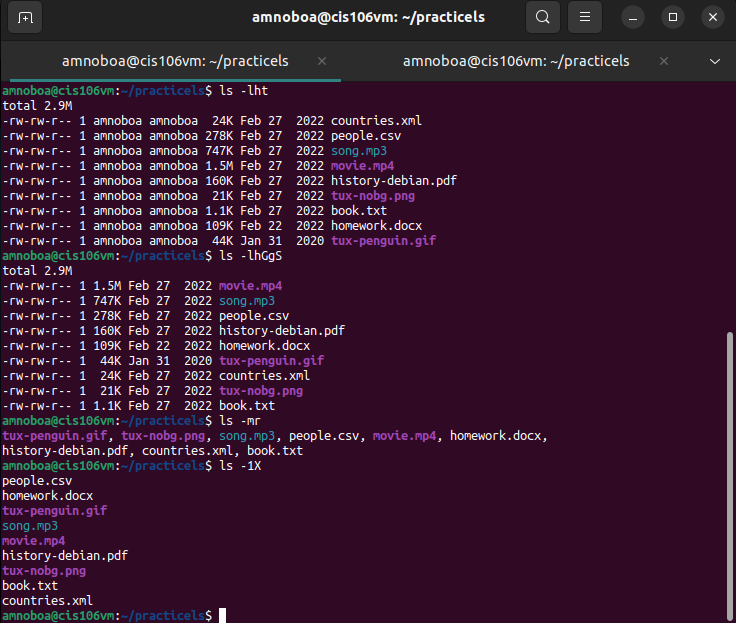 amnoboa@cis106vm: ~/practicels
amnoboa@cis106vm: ~/practicels × amnoboa@cis106vm: ~/practicels ×
amnoboa@cis106vm:~/practicels$ ls -lht
total 2.9M
-rw-rw-r-- 1 amnoboa amnoboa  24K Feb 27  2022 countries.xml
-rw-rw-r-- 1 amnoboa amnoboa 278K Feb 27  2022 people.csv
-rw-rw-r-- 1 amnoboa amnoboa 747K Feb 27  2022 song.mp3
-rw-rw-r-- 1 amnoboa amnoboa 1.5M Feb 27  2022 movie.mp4
-rw-rw-r-- 1 amnoboa amnoboa 160K Feb 27  2022 history-debian.pdf
-rw-rw-r-- 1 amnoboa amnoboa  21K Feb 27  2022 tux-nobg.png
-rw-rw-r-- 1 amnoboa amnoboa 1.1K Feb 27  2022 book.txt
-rw-rw-r-- 1 amnoboa amnoboa 109K Feb 22  2022 homework.docx
-rw-rw-r-- 1 amnoboa amnoboa  44K Jan 31  2020 tux-penguin.gif
amnoboa@cis106vm:~/practicels$ ls -lhGgS
total 2.9M
-rw-rw-r-- 1 1.5M Feb 27  2022 movie.mp4
-rw-rw-r-- 1 747K Feb 27  2022 song.mp3
-rw-rw-r-- 1 278K Feb 27  2022 people.csv
-rw-rw-r-- 1 160K Feb 27  2022 history-debian.pdf
-rw-rw-r-- 1 109K Feb 22  2022 homework.docx
-rw-rw-r-- 1  44K Jan 31  2020 tux-penguin.gif
-rw-rw-r-- 1  24K Feb 27  2022 countries.xml
-rw-rw-r-- 1  21K Feb 27  2022 tux-nobg.png
-rw-rw-r-- 1 1.1K Feb 27  2022 book.txt
amnoboa@cis106vm:~/practicels$ ls -mr
tux-penguin.gif, tux-nobg.png, song.mp3, people.csv, movie.mp4, homework.docx,
history-debian.pdf, countries.xml, book.txt
amnoboa@cis106vm:~/practicels$ ls -1X
people.csv
homework.docx
tux-penguin.gif
song.mp3
movie.mp4
history-debian.pdf
tux-nobg.png
book.txt
countries.xml
amnoboa@cis106vm:~/practicels$